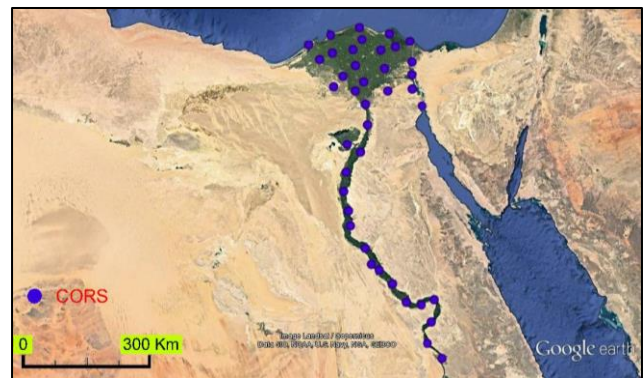 CORS
0 300 Km
Image Landsat / Copernicus
Data SIO, NOAA, U.S. Navy, NGA, GEBCO
Google earth